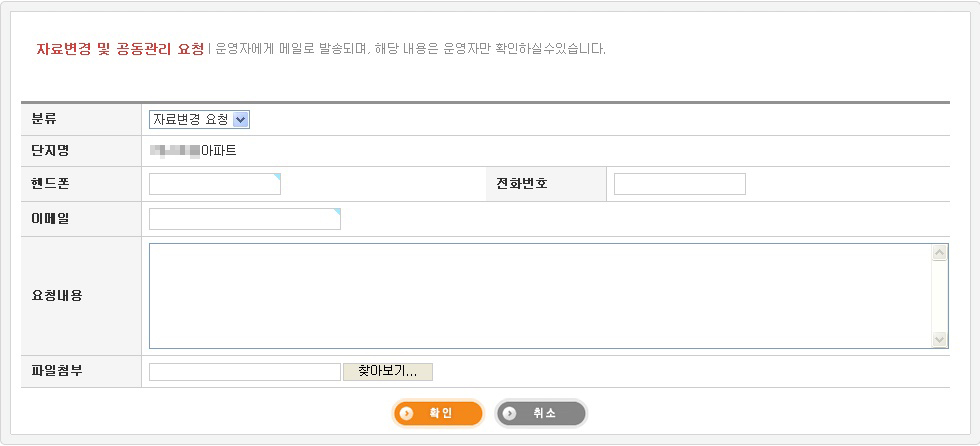 자료변경 및 공동관리 요청 | 운영자에게 메일로 발송되며, 해당 내용은 운영자만 확인하실수있습니다.
분류 자료변경 요청
단지명 아파트
핸드폰 전화번호
이메일
요청내용
파일첨부 찾아보기...
확인 취소